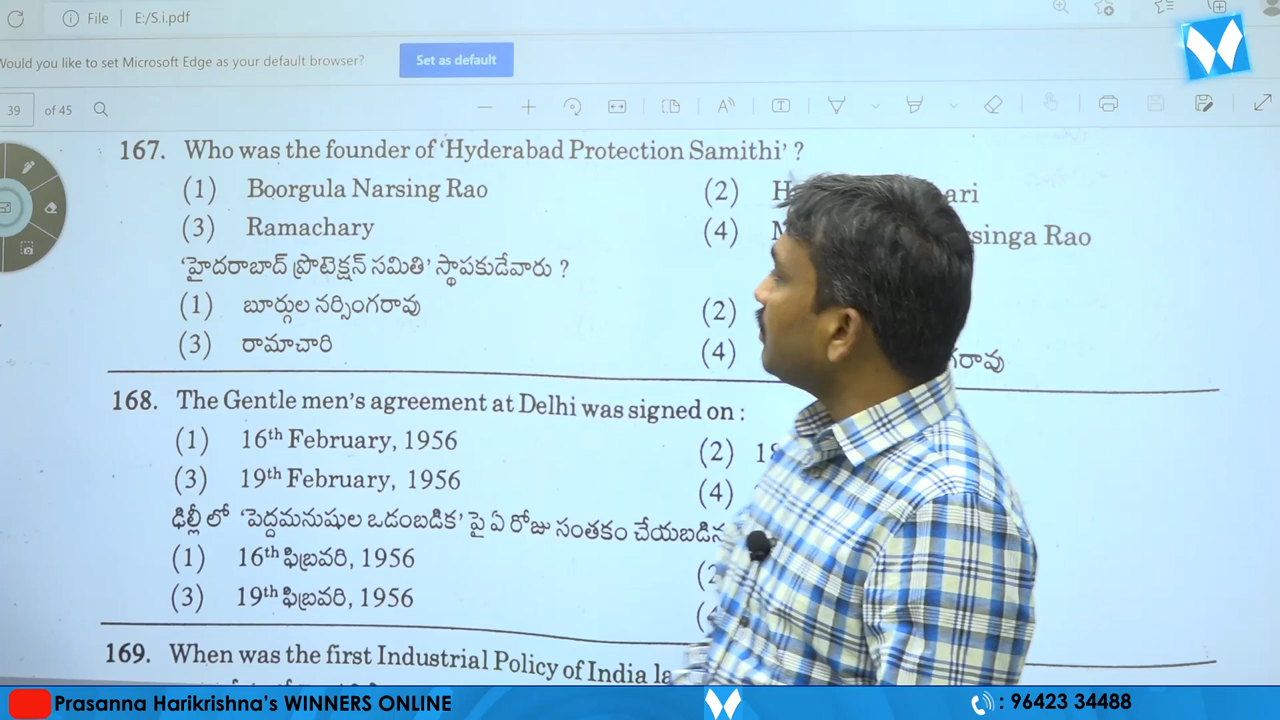 File E:/S.i.pdf
Would you like to set Microsoft Edge as your default browser? Set as default
39 of 45
167. Who was the founder of 'Hyderabad Protection Samithi' ?
(1) Boorgula Narsing Rao (2)
(3) Ramachary (4) Rao
'హైదరాబాద్ ప్రొటెక్షన్ సమితి' స్థాపకుడేవారు ?
(1) బూర్గుల నర్సింగరావు (2)
(3) రామాచారి (4)
168. The Gentle men's agreement at Delhi was signed on :
(1) 16th February, 1956 (2)
(3) 19th February, 1956 (4)
ఢిల్లీ లో 'పెద్దమనుషుల ఒడంబడిక' పై ఏ రోజు సంతకం
(1) 16th ఫిబ్రవరి, 1956
(3) 19th ఫిబ్రవరి, 1956
169. When was the first Industrial Policy of India
Prasanna Harikrishna's WINNERS ONLINE : 96423 34488